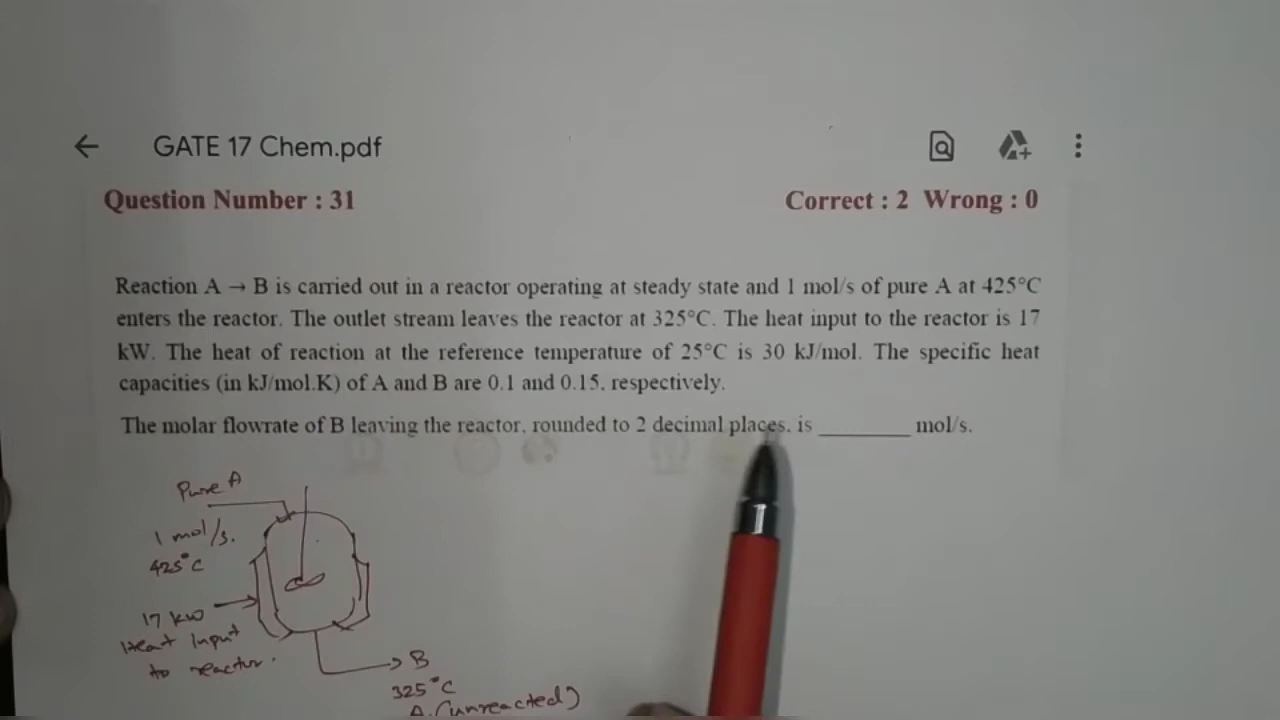 GATE 17 Chem.pdf
Question Number : 31 Correct : 2 Wrong : 0
Reaction A → B is carried out in a reactor operating at steady state and 1 mol/s of pure A at 425°C
enters the reactor. The outlet stream leaves the reactor at 325°C. The heat input to the reactor is 17
kW. The heat of reaction at the reference temperature of 25°C is 30 kJ/mol. The specific heat
capacities (in kJ/mol.K) of A and B are 0.1 and 0.15, respectively.
The molar flowrate of B leaving the reactor, rounded to 2 decimal places, is ________ mol/s.
Pure A
1 mol/s.
425°C
17 kW
Heat Input
to reactor.
B
325°C
A (unreacted)